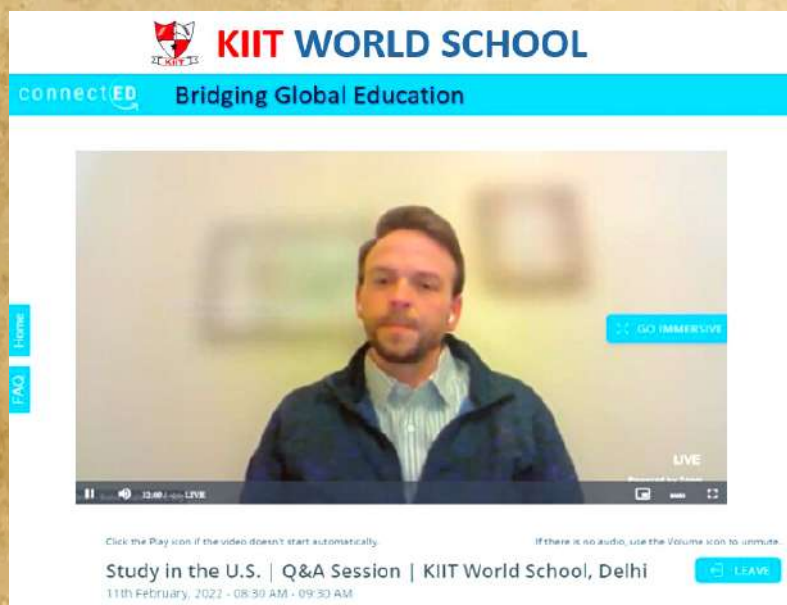 KIIT
KIIT WORLD SCHOOL
connectED Bridging Global Education
Home
FAQ
GO IMMERSIVE
LIVE
LIVE
Click the Play icon if the video doesn't start automatically.
If there is no audio, use the Volume icon to unmute.
Study in the U.S. | Q&A Session | KIIT World School, Delhi
LEAVE
11th February, 2022 - 08:30 AM - 09:30 AM